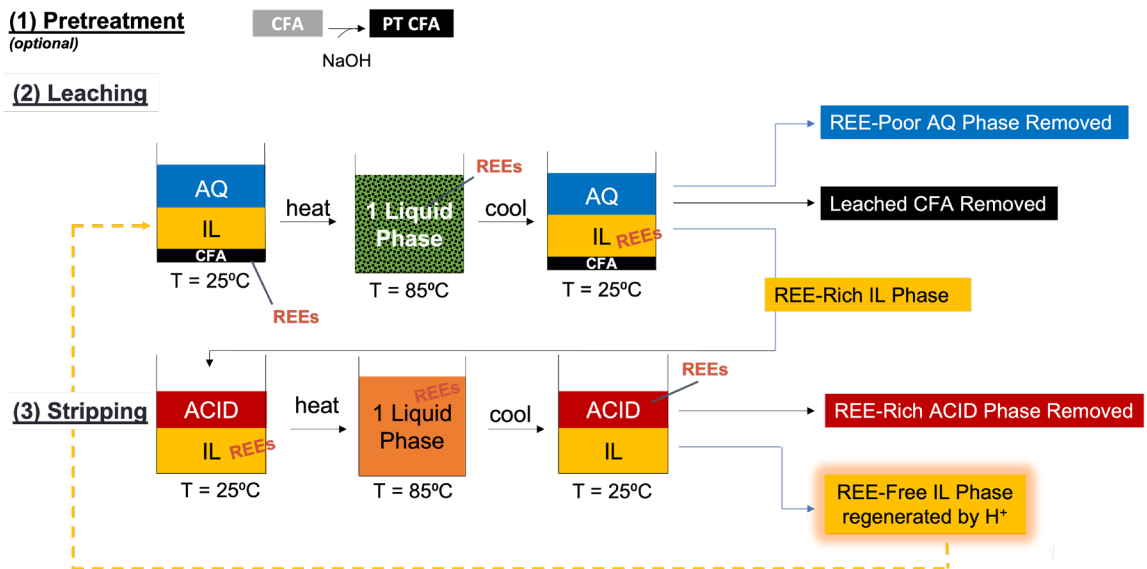 (1) Pretreatment
(optional)
CFA
PT CFA
NaOH
(2) Leaching
REE-Poor AQ Phase Removed
Leached CFA Removed
REE-Rich IL Phase
AQ
IL
CFA
T = 25ºC
REEs
heat
REEs
1 Liquid
Phase
T = 85ºC
cool
AQ
IL REEs
CFA
T = 25ºC
(3) Stripping
ACID
IL REEs
T = 25ºC
heat
REEs
1 Liquid
Phase
T = 85ºC
cool
REEs
ACID
IL
T = 25ºC
REE-Rich ACID Phase Removed
REE-Free IL Phase
regenerated by H⁺